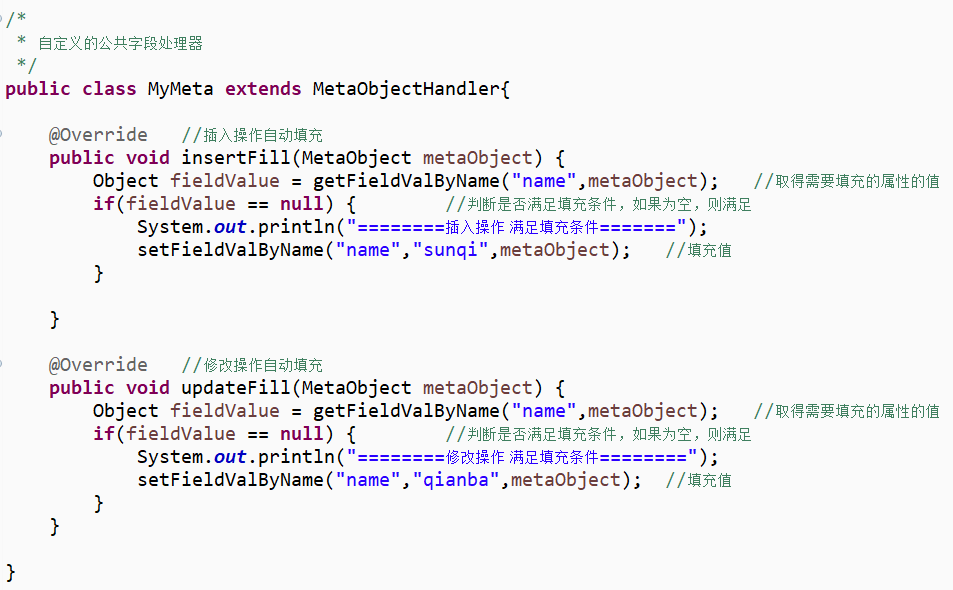 /*
 * 自定义的公共字段处理器
 */
public class MyMeta extends MetaObjectHandler{
    @Override   //插入操作自动填充
    public void insertFill(MetaObject metaObject) {
        Object fieldValue = getFieldValByName("name",metaObject);   //取得需要填充的属性的值
        if(fieldValue == null) {        //判断是否满足填充条件，如果为空，则满足
            System.out.println("========插入操作 满足填充条件=======");
            setFieldValByName("name","sunqi",metaObject);   //填充值
        }
    }
    @Override   //修改操作自动填充
    public void updateFill(MetaObject metaObject) {
        Object fieldValue = getFieldValByName("name",metaObject);   //取得需要填充的属性的值
        if(fieldValue == null) {        //判断是否满足填充条件，如果为空，则满足
            System.out.println("========修改操作 满足填充条件========");
            setFieldValByName("name","qianba",metaObject);  //填充值
        }
    }
}